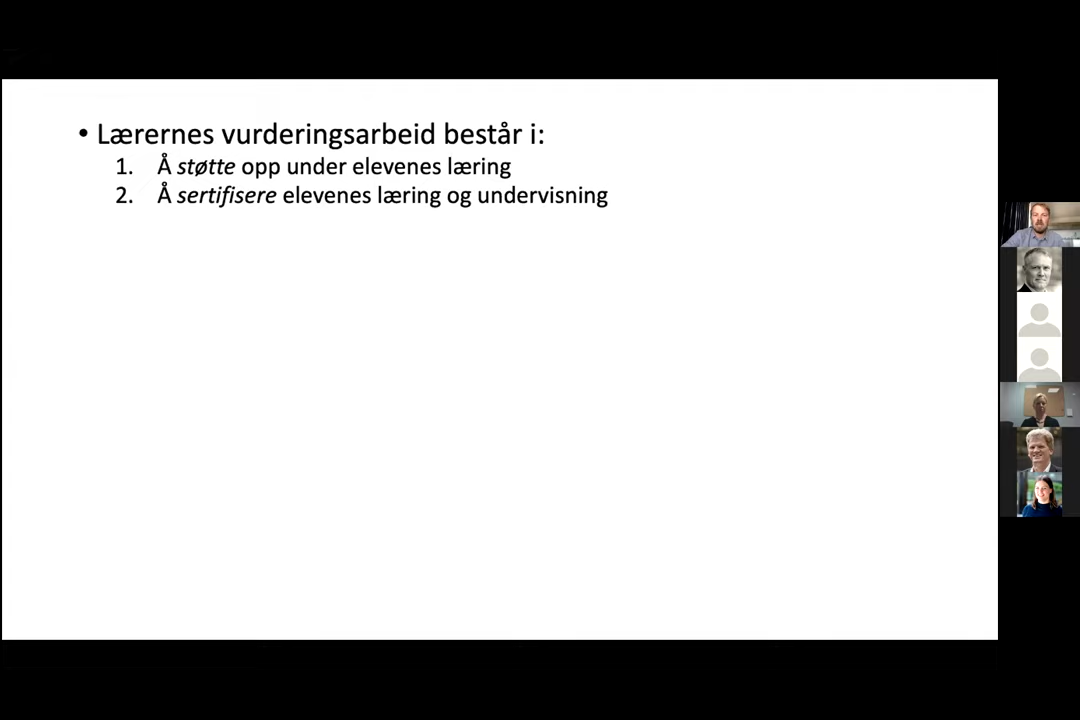 • Lærernes vurderingsarbeid består i:
1. Å støtte opp under elevenes læring
2. Å sertifisere elevenes læring og undervisning